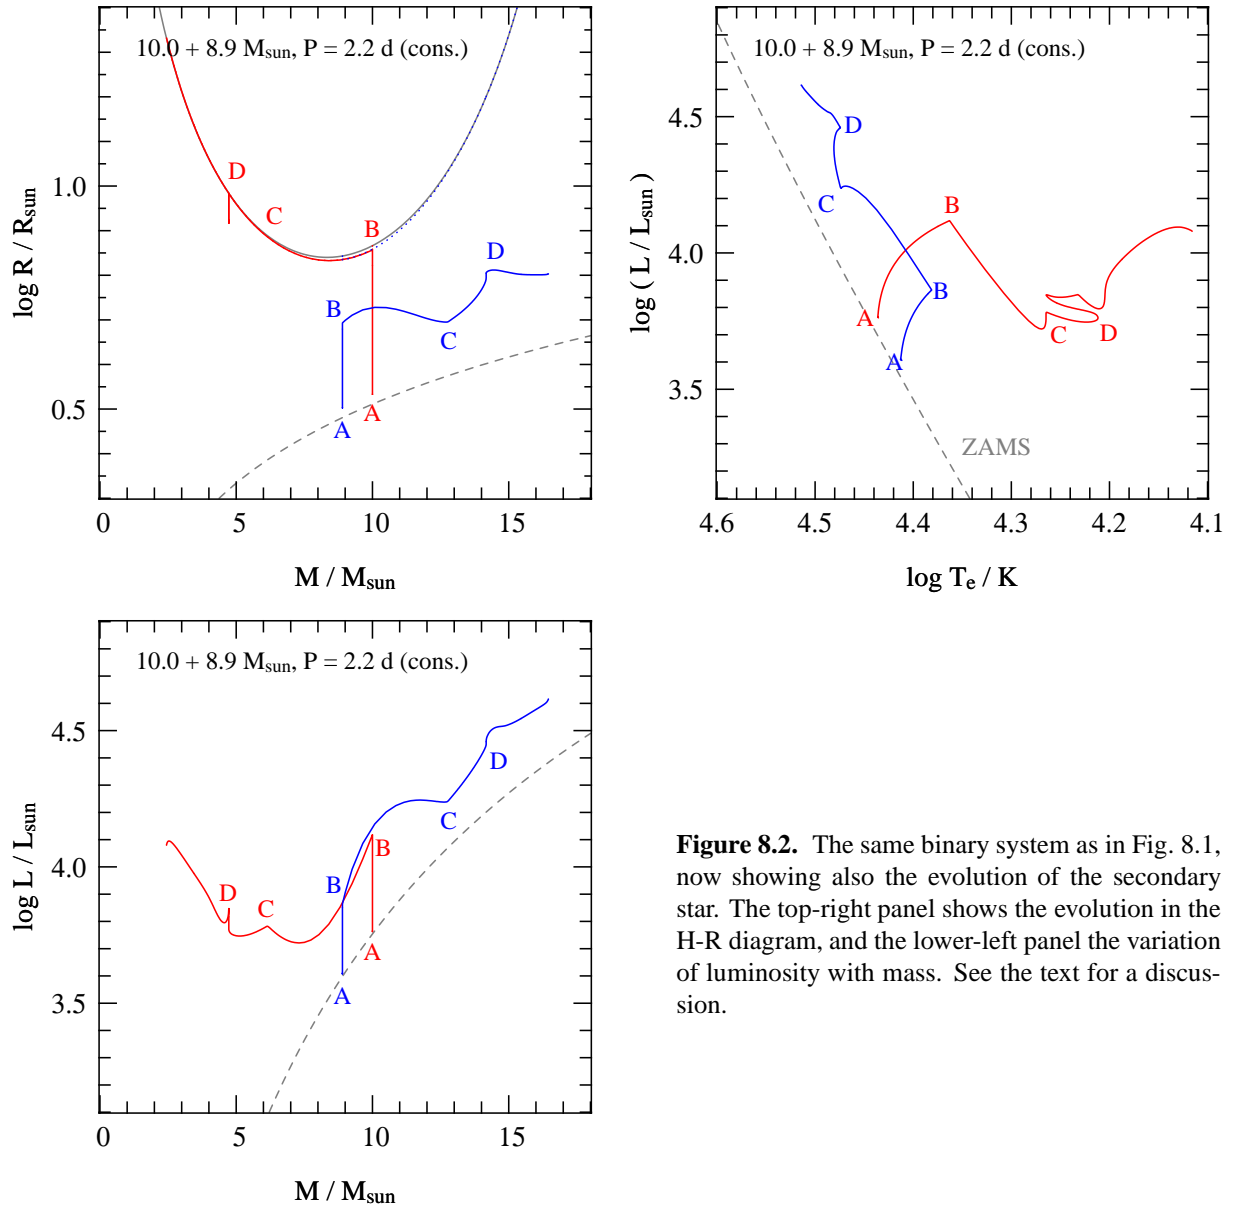 10.0 + 8.9 Msun, P = 2.2 d (cons.)
1.0
0.5
log R / Rsun
D
C
B
B
D
C
A
A
0
5
10
15
M / Msun
10.0 + 8.9 Msun, P = 2.2 d (cons.)
4.5
4.0
3.5
log ( L / Lsun )
D
C
B
B
A
A
C
D
ZAMS
4.6
4.5
4.4
4.3
4.2
4.1
log Te / K
10.0 + 8.9 Msun, P = 2.2 d (cons.)
4.5
4.0
3.5
log L / Lsun
D
C
B
B
D
C
A
A
0
5
10
15
M / Msun
Figure 8.2. The same binary system as in Fig. 8.1,
now showing also the evolution of the secondary
star. The top-right panel shows the evolution in the
H-R diagram, and the lower-left panel the variation
of luminosity with mass. See the text for a discus-
sion.